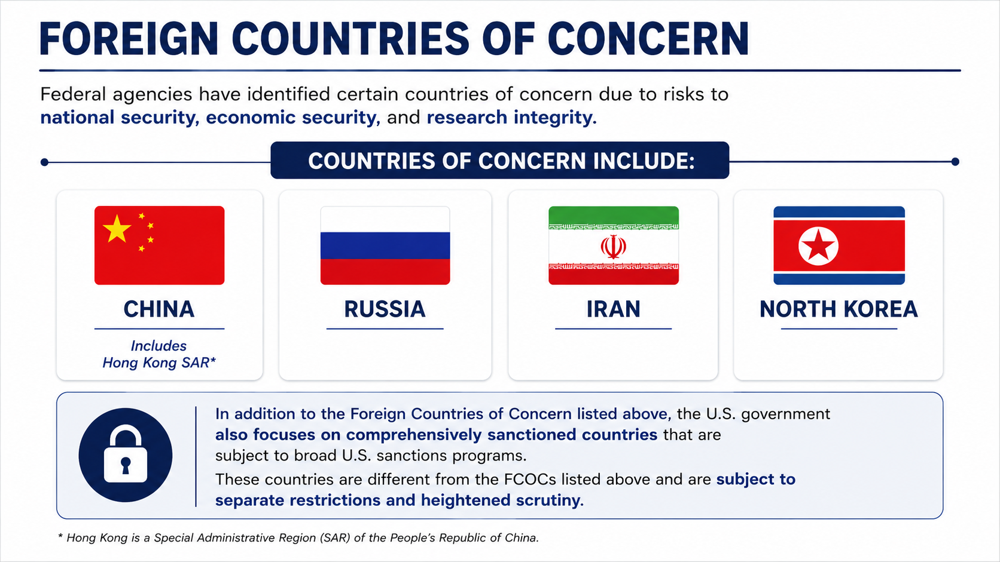 FOREIGN COUNTRIES OF CONCERN
Federal agencies have identified certain countries of concern due to risks to
national security, economic security, and research integrity.
COUNTRIES OF CONCERN INCLUDE:
CHINA
Includes
Hong Kong SAR*
RUSSIA
IRAN
NORTH KOREA
In addition to the Foreign Countries of Concern listed above, the U.S. government
also focuses on comprehensively sanctioned countries that are
subject to broad U.S. sanctions programs.
These countries are different from the FCOCs listed above and are subject to
separate restrictions and heightened scrutiny.
* Hong Kong is a Special Administrative Region (SAR) of the People’s Republic of China.